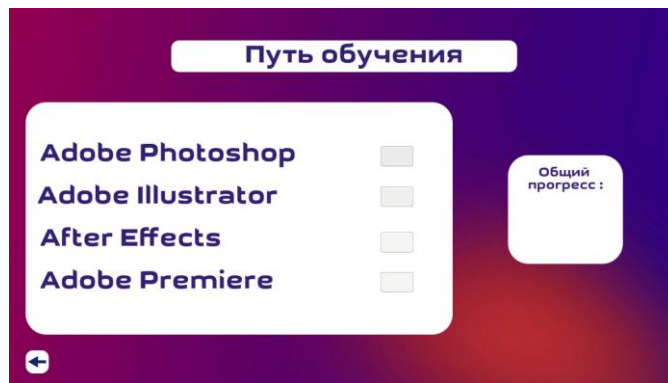 Путь обучения
Adobe Photoshop
Adobe Illustrator
After Effects
Adobe Premiere
Общий
прогресс :